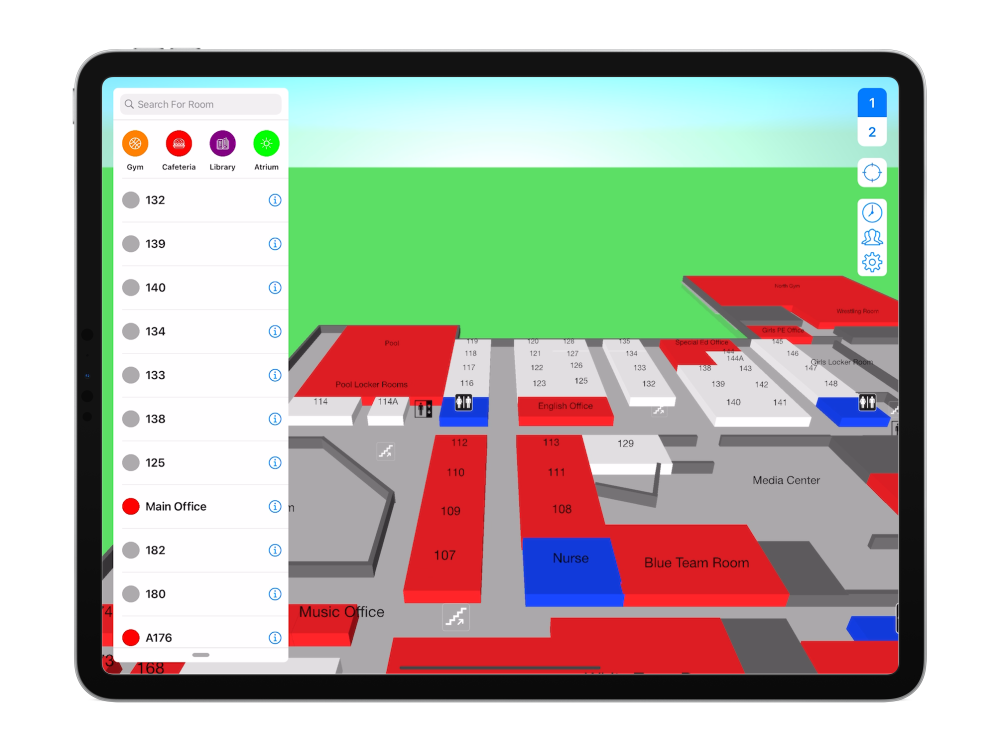 Search For Room
Gym
Cafeteria
Library
Atrium
132
139
140
134
133
138
125
Main Office
182
180
A176
1
2
North Gym
Wrestling Room
Girls PE Office
Pool
119
120
128
135
Special Ed Office
145
118
121
127
134
144
144A
146
Girls Locker Room
117
122
126
133
138
143
147
Pool Locker Rooms
116
123
125
132
139
142
148
114
114A
English Office
140
141
112
113
129
110
111
Media Center
109
108
107
Nurse
Blue Team Room
Music Office
168